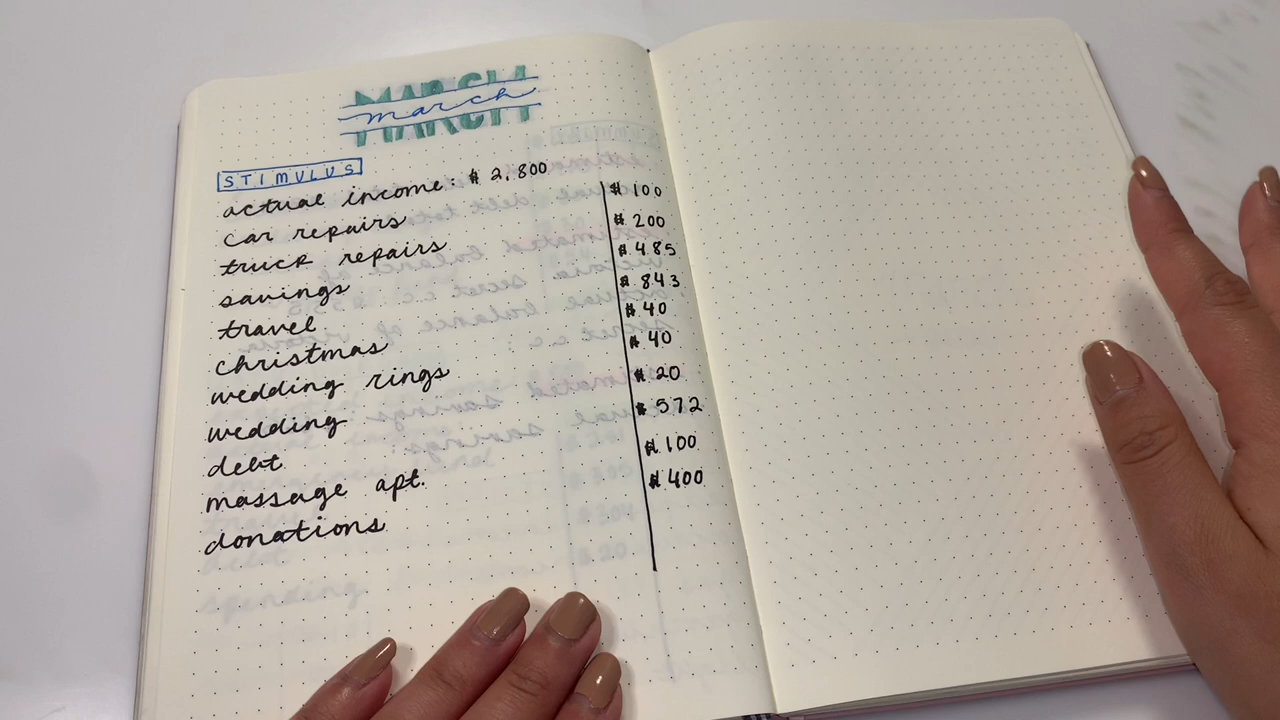 MARCH
march
STIMULUS
actual income: $ 2,800
car repairs $ 100
truck repairs $ 200
savings $ 485
travel $ 843
christmas $ 40
wedding rings $ 40
wedding $ 20
debt $ 572
massage apt. $ 100
donations $ 400